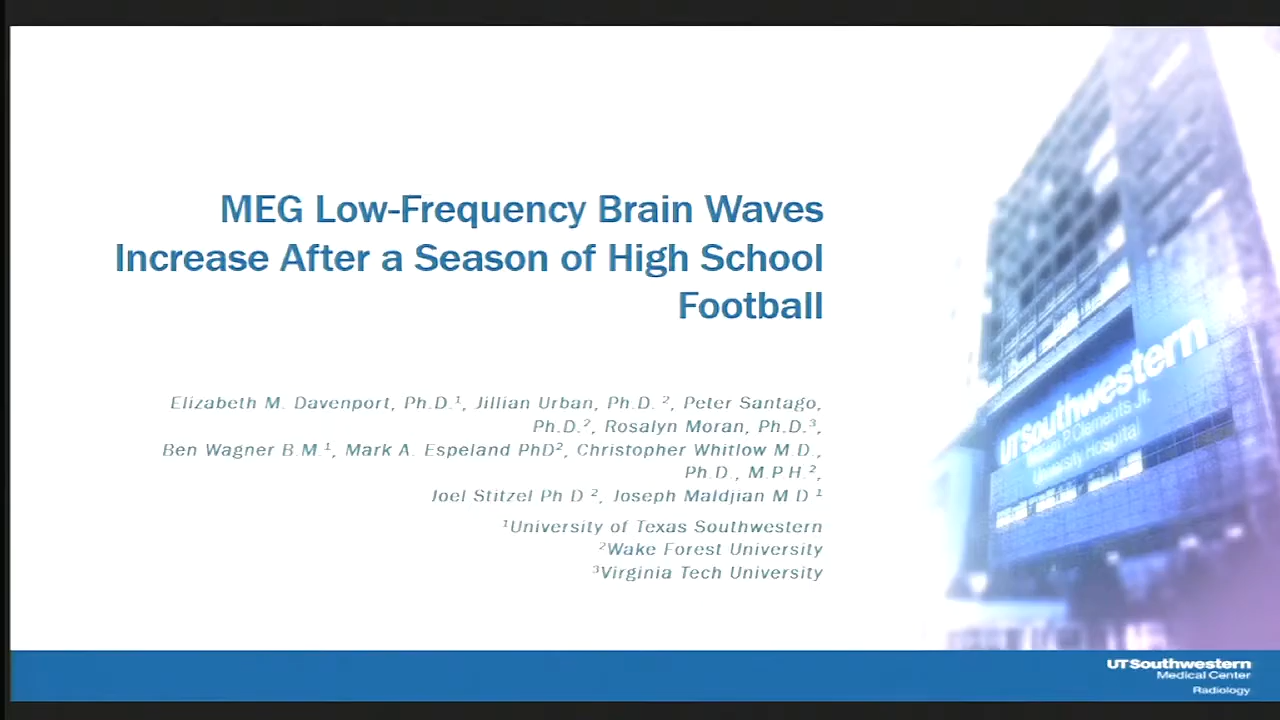 MEG Low-Frequency Brain Waves
Increase After a Season of High School
Football
Elizabeth M. Davenport, Ph.D.¹, Jillian Urban, Ph.D. ², Peter Santago,
Ph.D.², Rosalyn Moran, Ph.D.³,
Ben Wagner B.M.¹, Mark A. Espeland PhD², Christopher Whitlow M.D.,
Ph.D., M.P.H.²,
Joel Stitzel Ph D ², Joseph Maldjian M D ¹
¹University of Texas Southwestern
²Wake Forest University
³Virginia Tech University
UTSouthwestern
William P. Clements Jr.
University Hospital
UTSouthwestern
Medical Center
Radiology